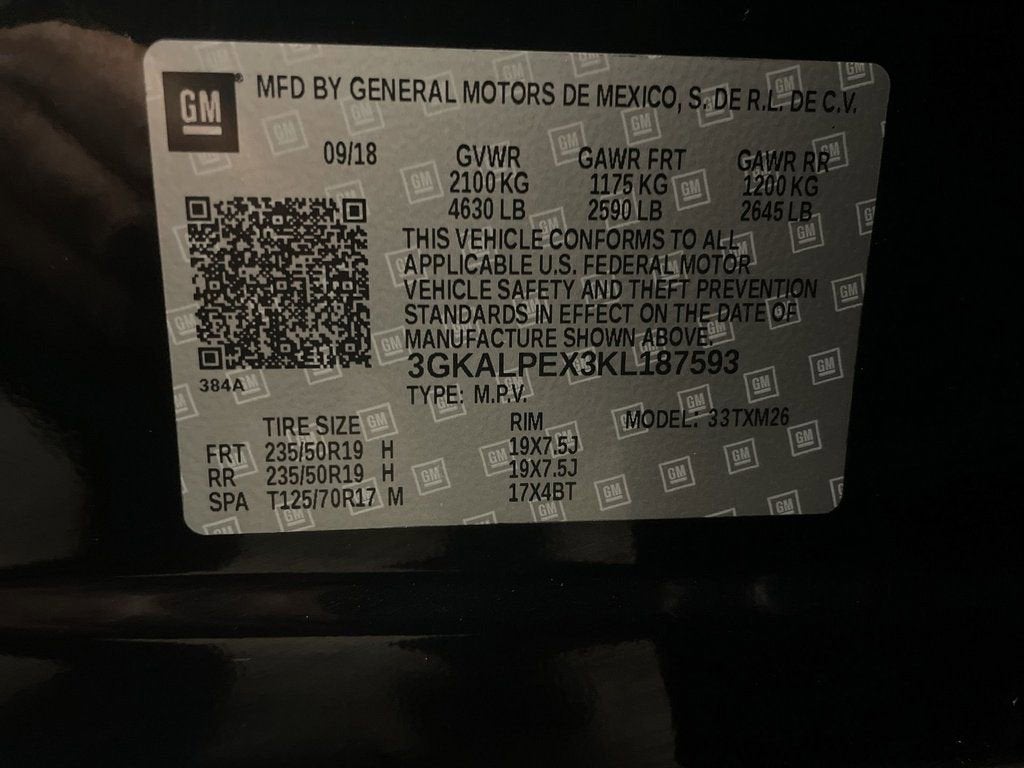 GM® MFD BY GENERAL MOTORS DE MEXICO, S. DE R.L. DE C.V.
09/18 GVWR GAWR FRT GAWR RR
2100 KG 1175 KG 1200 KG
4630 LB 2590 LB 2645 LB
THIS VEHICLE CONFORMS TO ALL
APPLICABLE U.S. FEDERAL MOTOR
VEHICLE SAFETY AND THEFT PREVENTION
STANDARDS IN EFFECT ON THE DATE OF
MANUFACTURE SHOWN ABOVE.
3GKALPEX3KL187593
384A
TYPE: M.P.V.
TIRE SIZE RIM MODEL: 33TXM26
FRT 235/50R19 H 19X7.5J
RR 235/50R19 H 19X7.5J
SPA T125/70R17 M 17X4BT